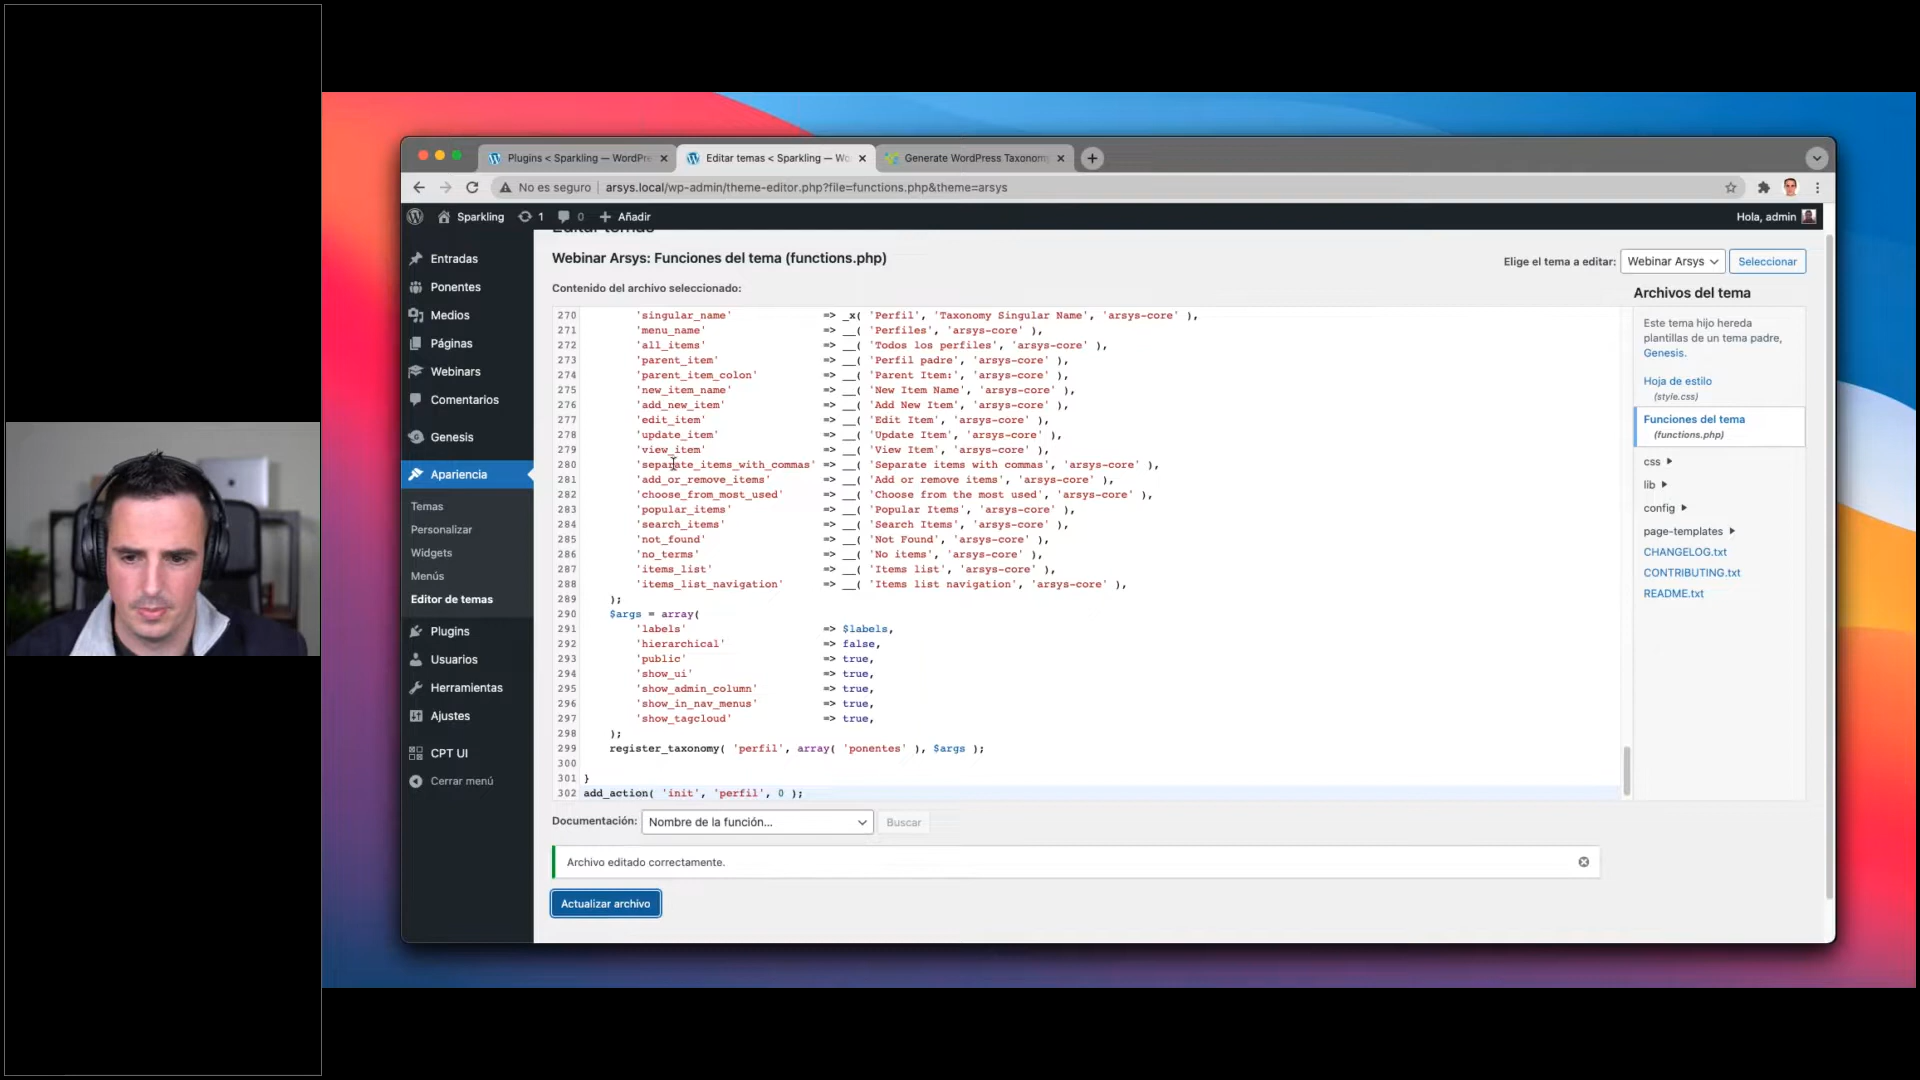 Plugins < Sparkling — WordPre
Editar temas < Sparkling — Wo
Generate WordPress Taxonom
No es seguro
arsys.local/wp-admin/theme-editor.php?file=functions.php&theme=arsys
Sparkling
1
0
Añadir
Hola, admin
Entradas
Ponentes
Medios
Páginas
Webinars
Comentarios
Genesis
Apariencia
Temas
Personalizar
Widgets
Menús
Editor de temas
Plugins
Usuarios
Herramientas
Ajustes
CPT UI
Cerrar menú
Editar temas
Webinar Arsys: Funciones del tema (functions.php)
Elige el tema a editar:
Webinar Arsys
Seleccionar
Contenido del archivo seleccionado:
270 'singular_name' => _x( 'Perfil', 'Taxonomy Singular Name', 'arsys-core' ),
271 'menu_name' => __( 'Perfiles', 'arsys-core' ),
272 'all_items' => __( 'Todos los perfiles', 'arsys-core' ),
273 'parent_item' => __( 'Perfil padre', 'arsys-core' ),
274 'parent_item_colon' => __( 'Parent Item:', 'arsys-core' ),
275 'new_item_name' => __( 'New Item Name', 'arsys-core' ),
276 'add_new_item' => __( 'Add New Item', 'arsys-core' ),
277 'edit_item' => __( 'Edit Item', 'arsys-core' ),
278 'update_item' => __( 'Update Item', 'arsys-core' ),
279 'view_item' => __( 'View Item', 'arsys-core' ),
280 'separate_items_with_commas' => __( 'Separate items with commas', 'arsys-core' ),
281 'add_or_remove_items' => __( 'Add or remove items', 'arsys-core' ),
282 'choose_from_most_used' => __( 'Choose from the most used', 'arsys-core' ),
283 'popular_items' => __( 'Popular Items', 'arsys-core' ),
284 'search_items' => __( 'Search Items', 'arsys-core' ),
285 'not_found' => __( 'Not Found', 'arsys-core' ),
286 'no_terms' => __( 'No items', 'arsys-core' ),
287 'items_list' => __( 'Items list', 'arsys-core' ),
288 'items_list_navigation' => __( 'Items list navigation', 'arsys-core' ),
289 );
290 $args = array(
291 'labels' => $labels,
292 'hierarchical' => false,
293 'public' => true,
294 'show_ui' => true,
295 'show_admin_column' => true,
296 'show_in_nav_menus' => true,
297 'show_tagcloud' => true,
298 );
299 register_taxonomy( 'perfil', array( 'ponentes' ), $args );
300
301 }
302 add_action( 'init', 'perfil', 0 );
Documentación:
Nombre de la función...
Buscar
Archivo editado correctamente.
Actualizar archivo
Archivos del tema
Este tema hijo hereda
plantillas de un tema padre,
Genesis.
Hoja de estilo
(style.css)
Funciones del tema
(functions.php)
css
lib
config
page-templates
CHANGELOG.txt
CONTRIBUTING.txt
README.txt